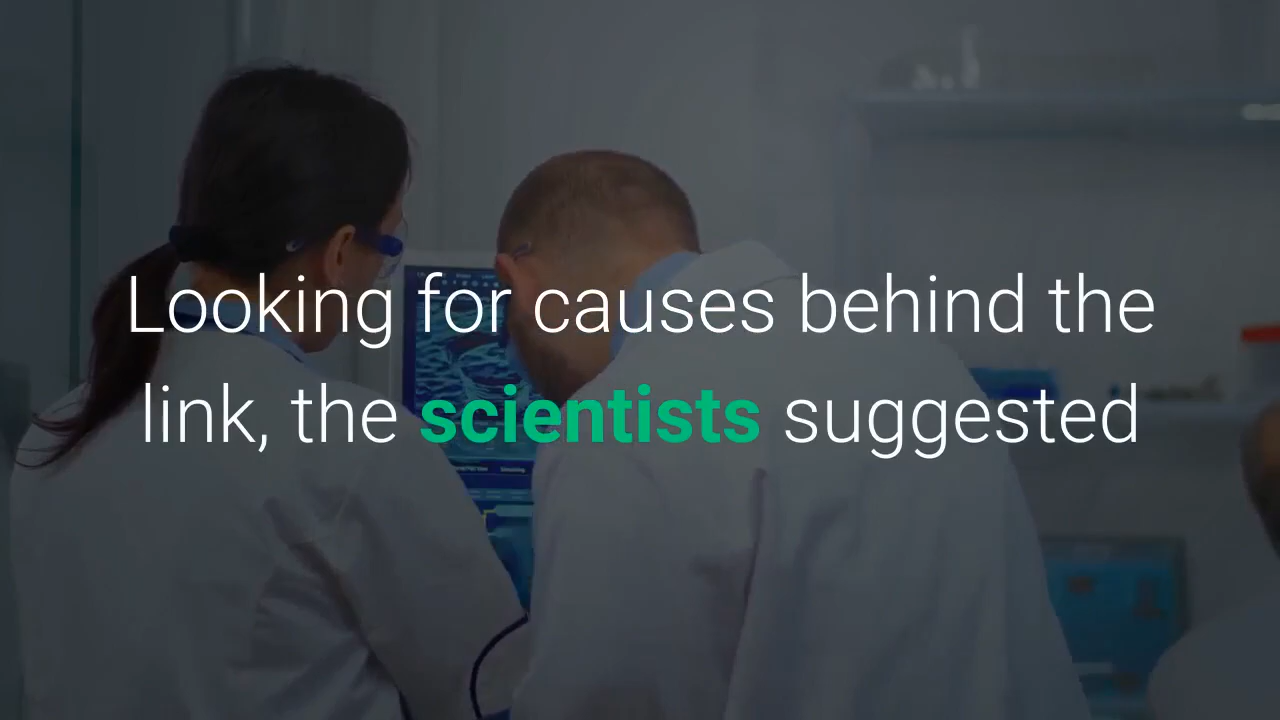 Looking for causes behind the
link, the scientists suggested